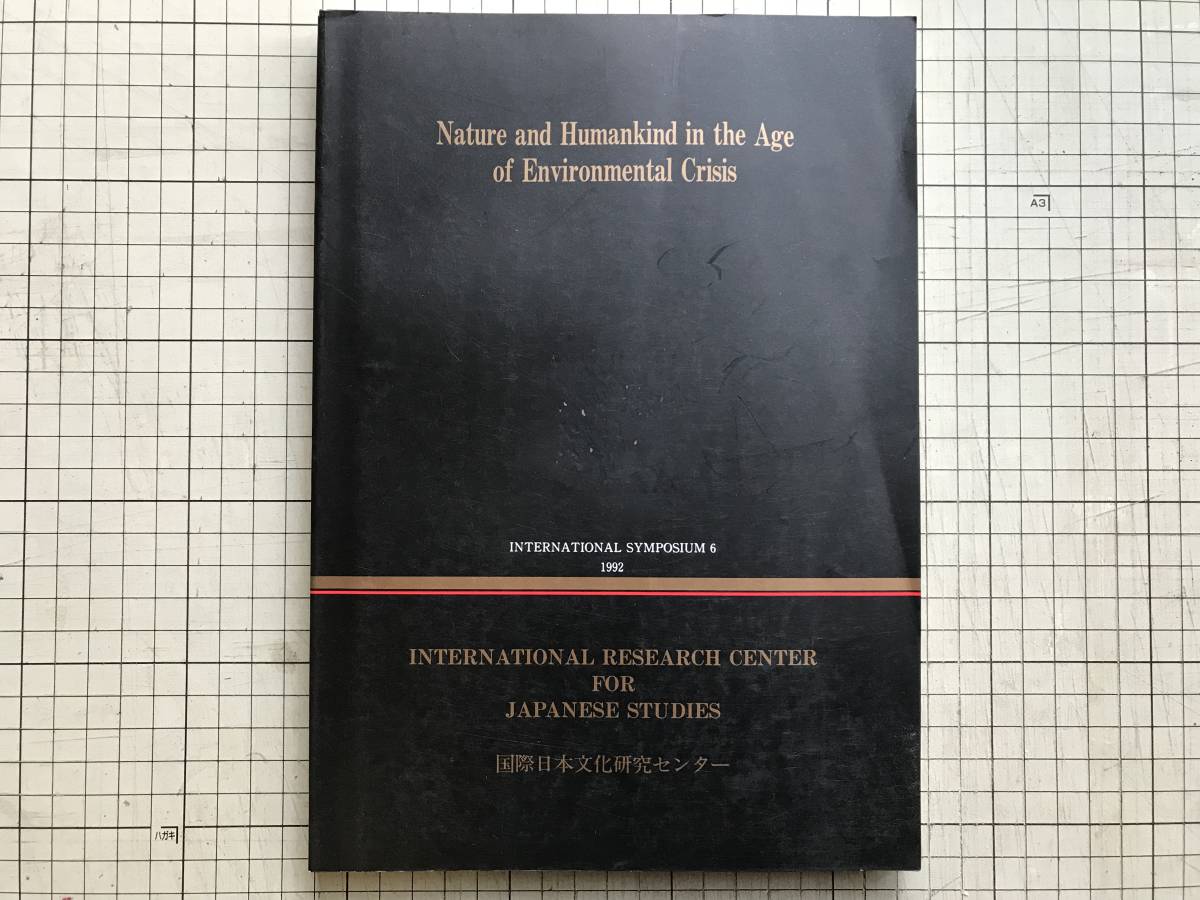 Nature and Humankind in the Age
of Environmental Crisis
A3
INTERNATIONAL SYMPOSIUM 6
1992
INTERNATIONAL RESEARCH CENTER
FOR
JAPANESE STUDIES
国際日本文化研究センター
ハガキ